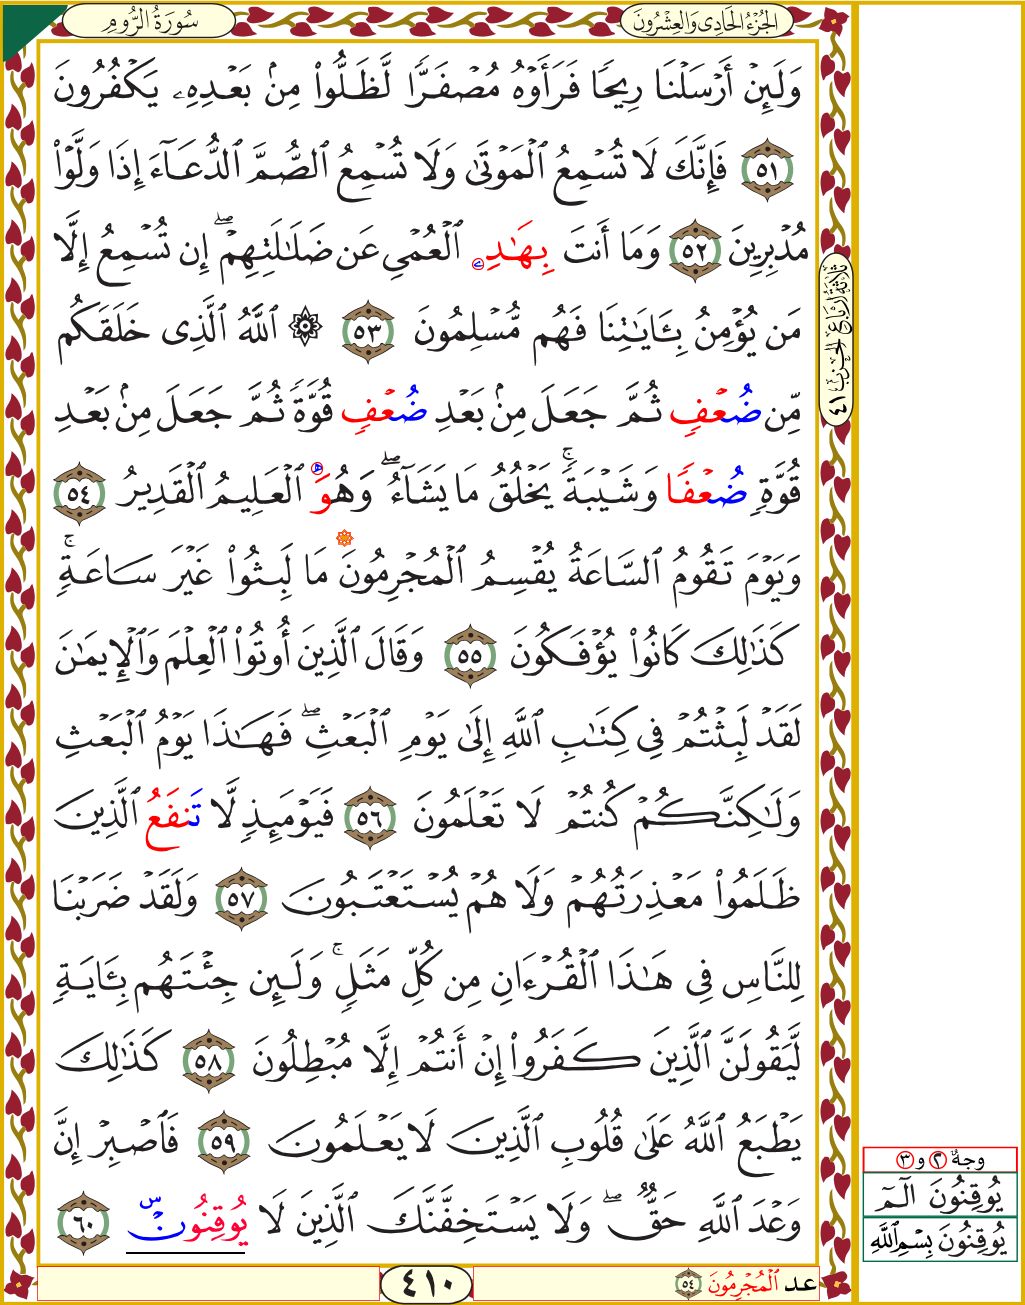 الجُزْءُ الحَادِي وَالعِشْرُونَ
سُورَةُ الرُّومِ
وَلَئِنْ أَرْسَلْنَا رِيحًا فَرَأَوْهُ مُصْفَرًّا لَّظَلُّوا۟ مِنۢ بَعْدِهِۦ يَكْفُرُونَ
٥١ فَإِنَّكَ لَا تُسْمِعُ ٱلْمَوْتَىٰ وَلَا تُسْمِعُ ٱلصُّمَّ ٱلدُّعَآءَ إِذَا وَلَّوْا۟
مُدْبِرِينَ ٥٢ وَمَا أَنتَ بِهَـٰدِے ٱلْعُمْىِ عَن ضَلَـٰلَتِهِمْ ۖ إِن تُسْمِعُ إِلَّا
مَن يُؤْمِنُ بِـَٔايَـٰتِنَا فَهُم مُّسْلِمُونَ ٥٣ ۞ ٱللَّهُ ٱلَّذِى خَلَقَكُم
مِّن ضُعْفٍ ثُمَّ جَعَلَ مِنۢ بَعْدِ ضُعْفٍ قُوَّةً ثُمَّ جَعَلَ مِنۢ بَعْدِ
قُوَّةٍ ضُعْفًا وَشَيْبَةً ۚ يَخْلُقُ مَا يَشَآءُ ۖ وَهُوَ ٱلْعَلِيمُ ٱلْقَدِيرُ ٥٤
وَيَوْمَ تَقُومُ ٱلسَّاعَةُ يُقْسِمُ ٱلْمُجْرِمُونَ مَا لَبِثُوا۟ غَيْرَ سَاعَةٍ ۚ
كَذَٰلِكَ كَانُوا۟ يُؤْفَكُونَ ٥٥ وَقَالَ ٱلَّذِينَ أُوتُوا۟ ٱلْعِلْمَ وَٱلْإِيمَـٰنَ
لَقَدْ لَبِثْتُمْ فِى كِتَـٰبِ ٱللَّهِ إِلَىٰ يَوْمِ ٱلْبَعْثِ ۖ فَهَـٰذَا يَوْمُ ٱلْبَعْثِ
وَلَـٰكِنَّكُمْ كُنتُمْ لَا تَعْلَمُونَ ٥٦ فَيَوْمَئِذٍ لَّا تَنفَعُ ٱلَّذِينَ
ظَلَمُوا۟ مَعْذِرَتُهُمْ وَلَا هُمْ يُسْتَعْتَبُونَ ٥٧ وَلَقَدْ ضَرَبْنَا
لِلنَّاسِ فِى هَـٰذَا ٱلْقُرْءَانِ مِن كُلِّ مَثَلٍ ۚ وَلَئِن جِئْتَهُم بِـَٔايَةٍ
لَّيَقُولَنَّ ٱلَّذِينَ كَفَرُوٓا۟ إِنْ أَنتُمْ إِلَّا مُبْطِلُونَ ٥٨ كَذَٰلِكَ
يَطْبَعُ ٱللَّهُ عَلَىٰ قُلُوبِ ٱلَّذِينَ لَا يَعْلَمُونَ ٥٩ فَٱصْبِرْ إِنَّ
وَعْدَ ٱللَّهِ حَقٌّ ۖ وَلَا يَسْتَخِفَّنَّكَ ٱلَّذِينَ لَا يُوقِنُونَ ٦٠
ثَلَاثَةُ أَرْبَاعِ الحِزْبِ ٤١
وجهٌ ٢ و ٣
يُوقِنُونَ الٓمٓ
يُوقِنُونَ بِسْمِ ٱللَّهِ
عد ٱلْمُجْرِمُونَ ٥٤
٤١٠